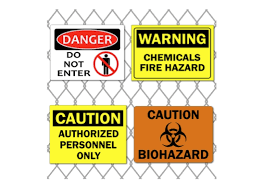 DANGER
DO
NOT
ENTER
WARNING
CHEMICALS
FIRE HAZARD
CAUTION
AUTHORIZED
PERSONNEL
ONLY
CAUTION
BIOHAZARD